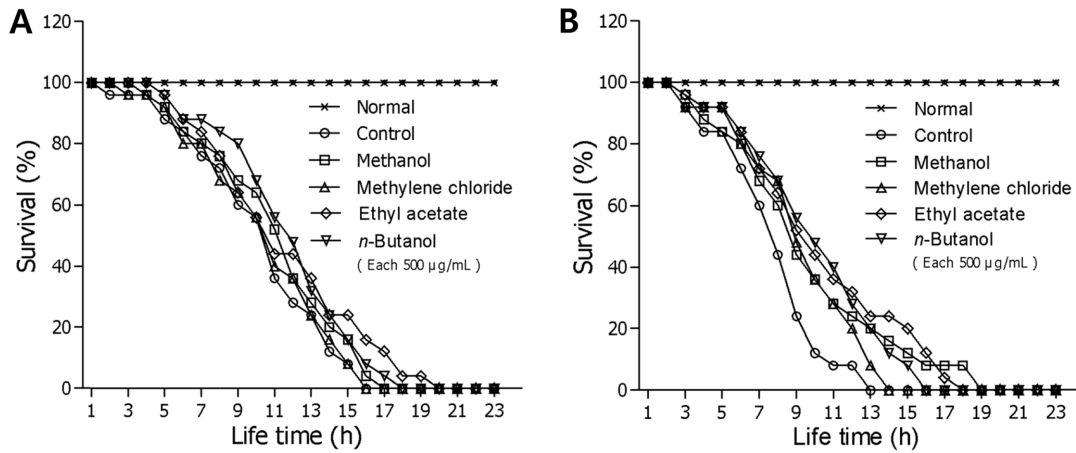 A
120
100
80
60
40
20
0
Survival (%)
1 3 5 7 9 11 13 15 17 19 21 23
Life time (h)
Normal
Control
Methanol
Methylene chloride
Ethyl acetate
n-Butanol
( Each 500 µg/mL )
B
120
100
80
60
40
20
0
Survival (%)
1 3 5 7 9 11 13 15 17 19 21 23
Life time (h)
Normal
Control
Methanol
Methylene chloride
Ethyl acetate
n-Butanol
( Each 500 µg/mL )